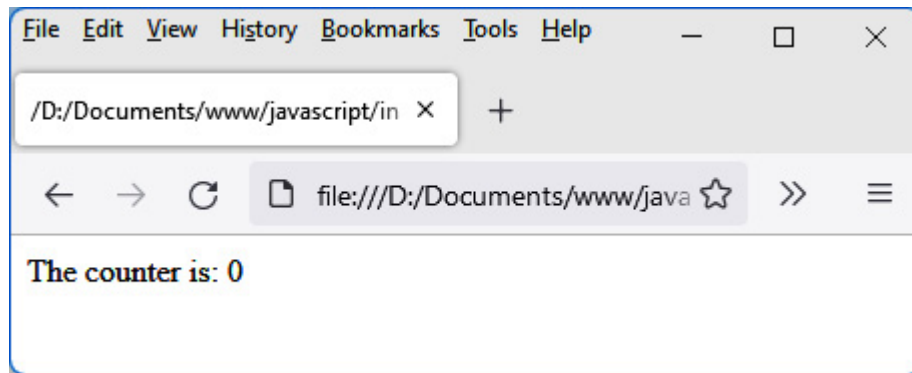 File Edit View History Bookmarks Tools Help
/D:/Documents/www/javascript/in
file:///D:/Documents/www/java
The counter is: 0